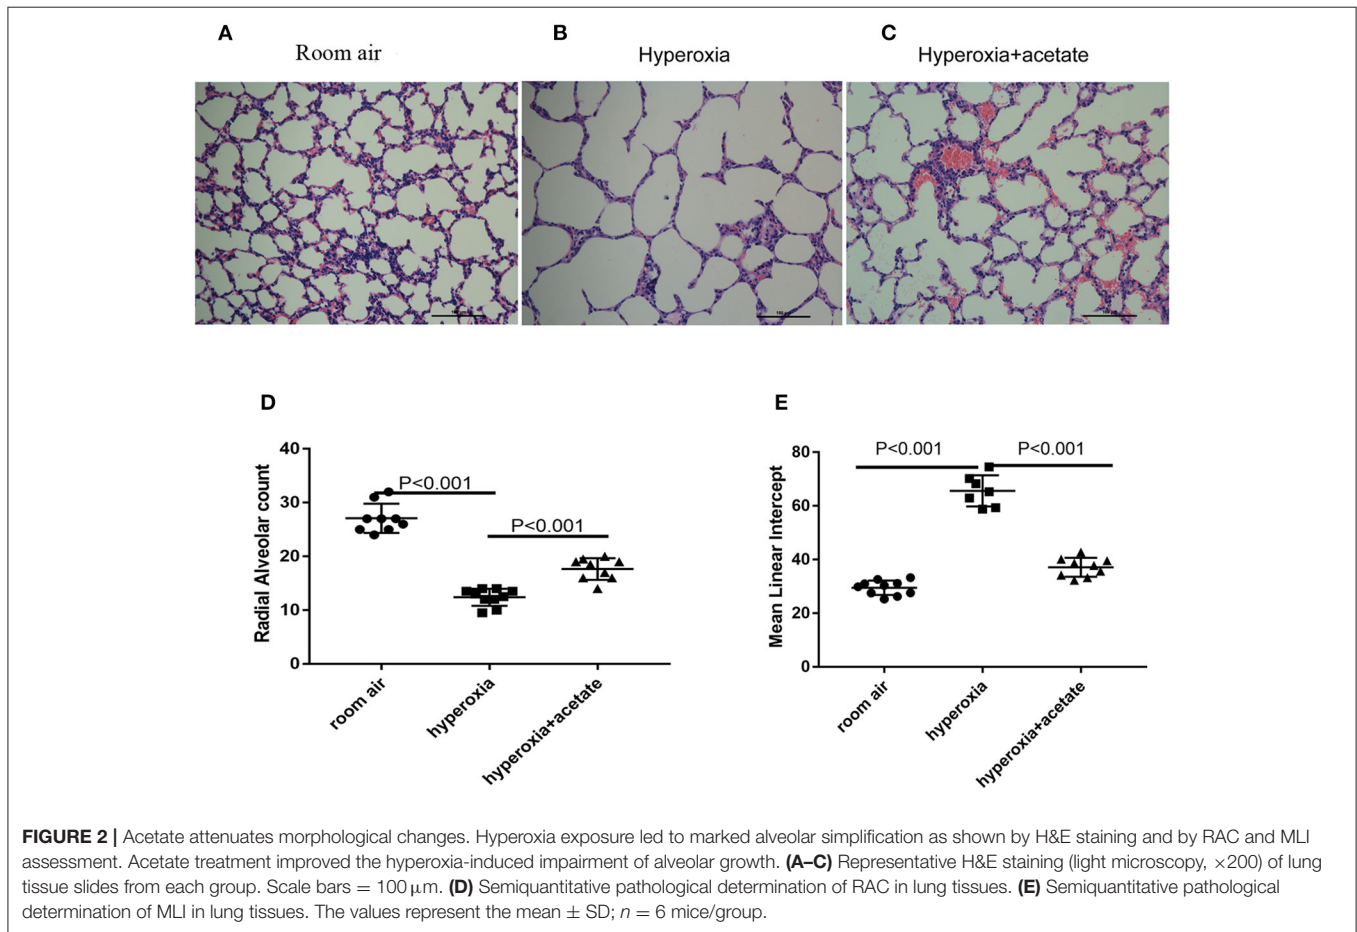 A
B
C
Room air
Hyperoxia
Hyperoxia+acetate
100 μm
D
E
Radial Alveolar count
40
30
20
10
0
P<0.001
P<0.001
room air
hyperoxia
hyperoxia+acetate
Mean Linear Intercept
80
60
40
20
0
P<0.001
P<0.001
room air
hyperoxia
hyperoxia+acetate
FIGURE 2 | Acetate attenuates morphological changes. Hyperoxia exposure led to marked alveolar simplification as shown by H&E staining and by RAC and MLI
assessment. Acetate treatment improved the hyperoxia-induced impairment of alveolar growth. (A–C) Representative H&E staining (light microscopy, ×200) of lung
tissue slides from each group. Scale bars = 100 μm. (D) Semiquantitative pathological determination of RAC in lung tissues. (E) Semiquantitative pathological
determination of MLI in lung tissues. The values represent the mean ± SD; n = 6 mice/group.